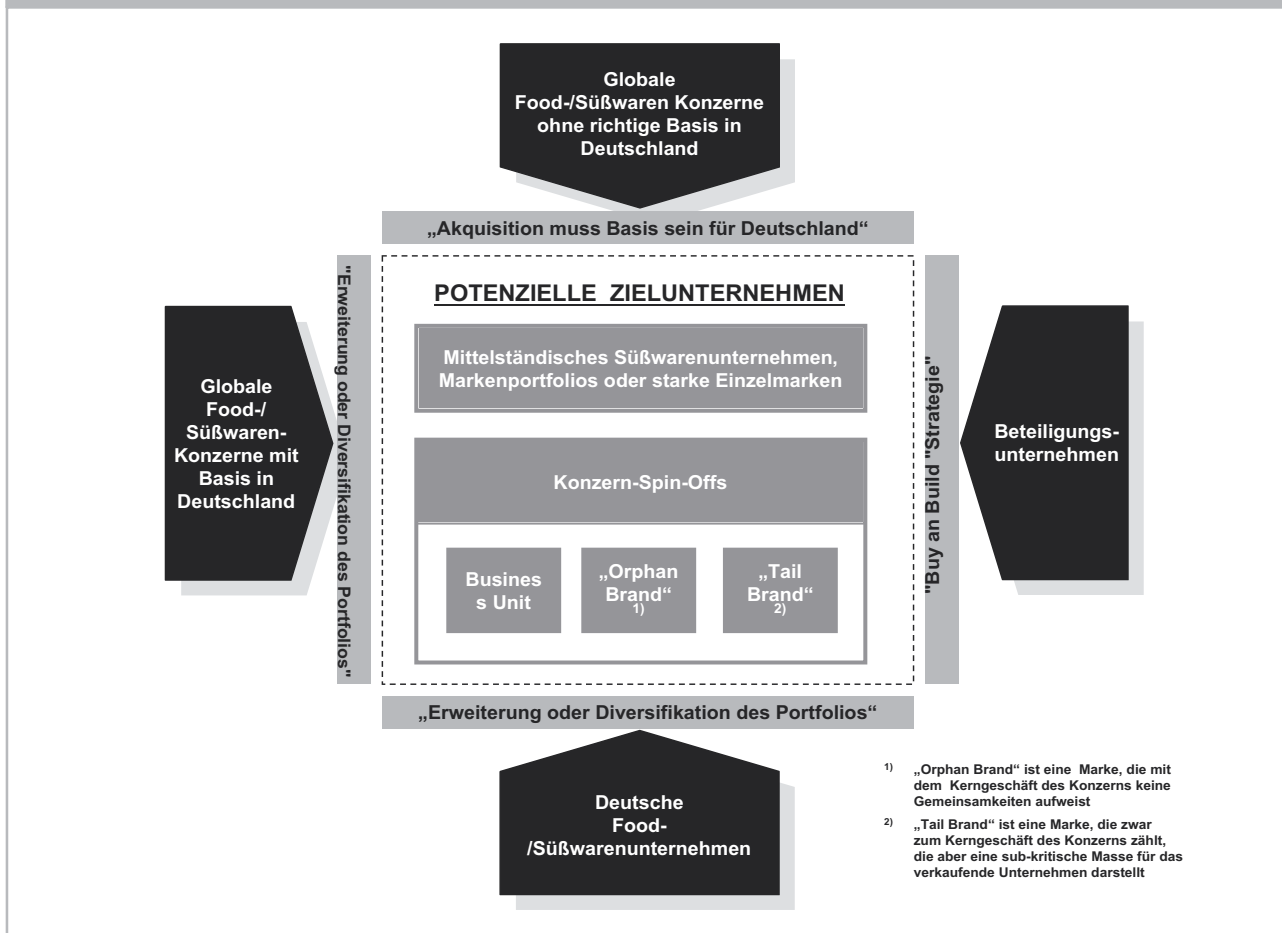 Globale
Food-/Süßwaren Konzerne
ohne richtige Basis in
Deutschland
„Akquisition muss Basis sein für Deutschland“
Globale
Food-/
Süßwaren-
Konzerne mit
Basis in
Deutschland
"Erweiterung oder Diversifikation des Portfolios"
POTENZIELLE ZIELUNTERNEHMEN
Mittelständisches Süßwarenunternehmen,
Markenportfolios oder starke Einzelmarken
Konzern-Spin-Offs
Busines
s Unit
„Orphan
Brand“
1)
„Tail
Brand“
2)
"Buy an Build "Strategie"
Beteiligungs-
unternehmen
„Erweiterung oder Diversifikation des Portfolios“
Deutsche
Food-
/Süßwarenunternehmen
1) „Orphan Brand“ ist eine Marke, die mit
dem Kerngeschäft des Konzerns keine
Gemeinsamkeiten aufweist
2) „Tail Brand“ ist eine Marke, die zwar
zum Kerngeschäft des Konzerns zählt,
die aber eine sub-kritische Masse für das
verkaufende Unternehmen darstellt